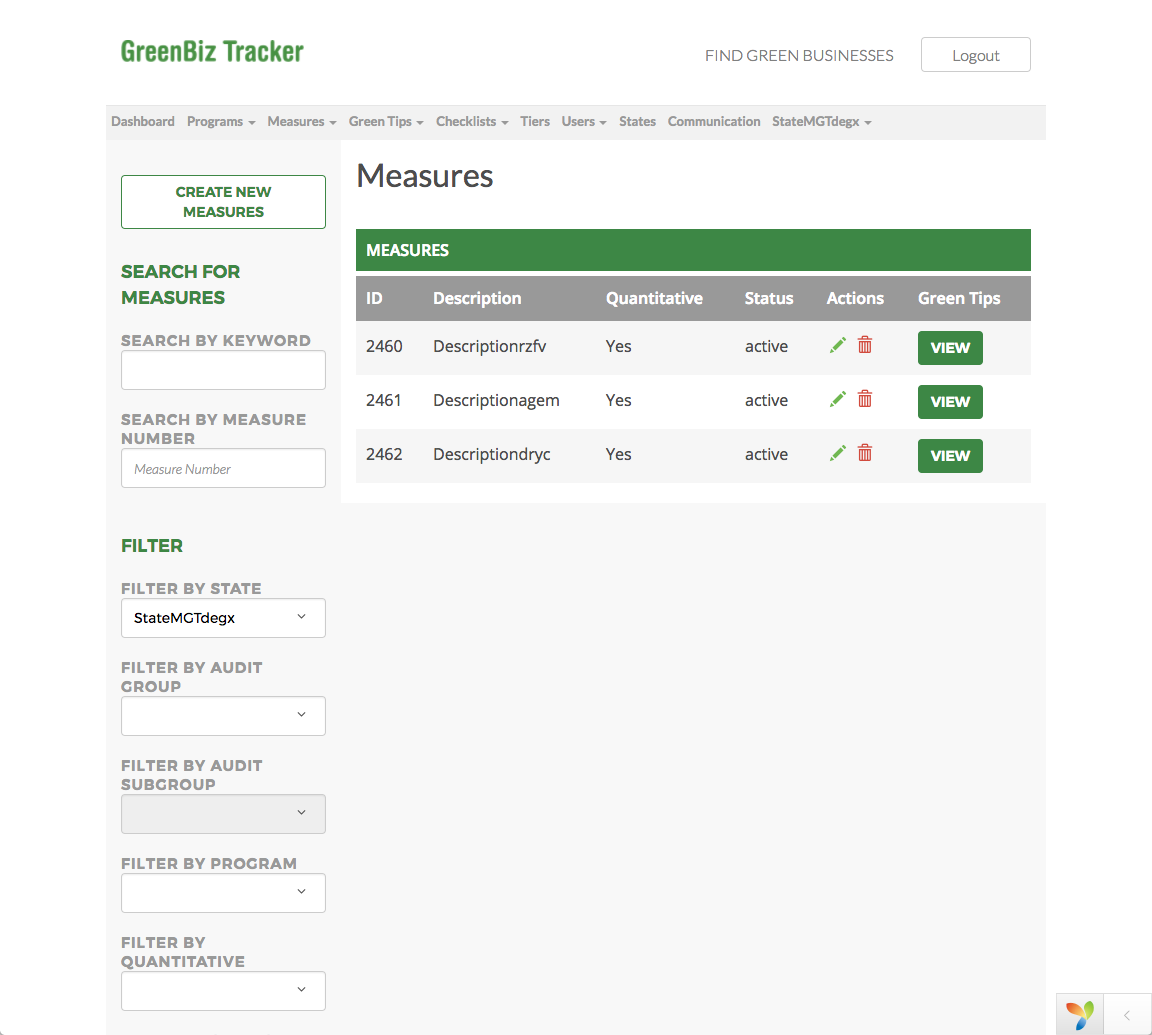 GreenBiz Tracker
FIND GREEN BUSINESSES Logout
Dashboard Programs Measures Green Tips Checklists Tiers Users States Communication StateMGTdegx
CREATE NEW
MEASURES
SEARCH FOR
MEASURES
SEARCH BY KEYWORD
SEARCH BY MEASURE
NUMBER
Measure Number
FILTER
FILTER BY STATE
StateMGTdegx
FILTER BY AUDIT
GROUP
FILTER BY AUDIT
SUBGROUP
FILTER BY PROGRAM
FILTER BY
QUANTITATIVE
Measures
MEASURES
ID Description Quantitative Status Actions Green Tips
2460 Descriptionrzfv Yes active VIEW
2461 Descriptionagem Yes active VIEW
2462 Descriptiondryc Yes active VIEW